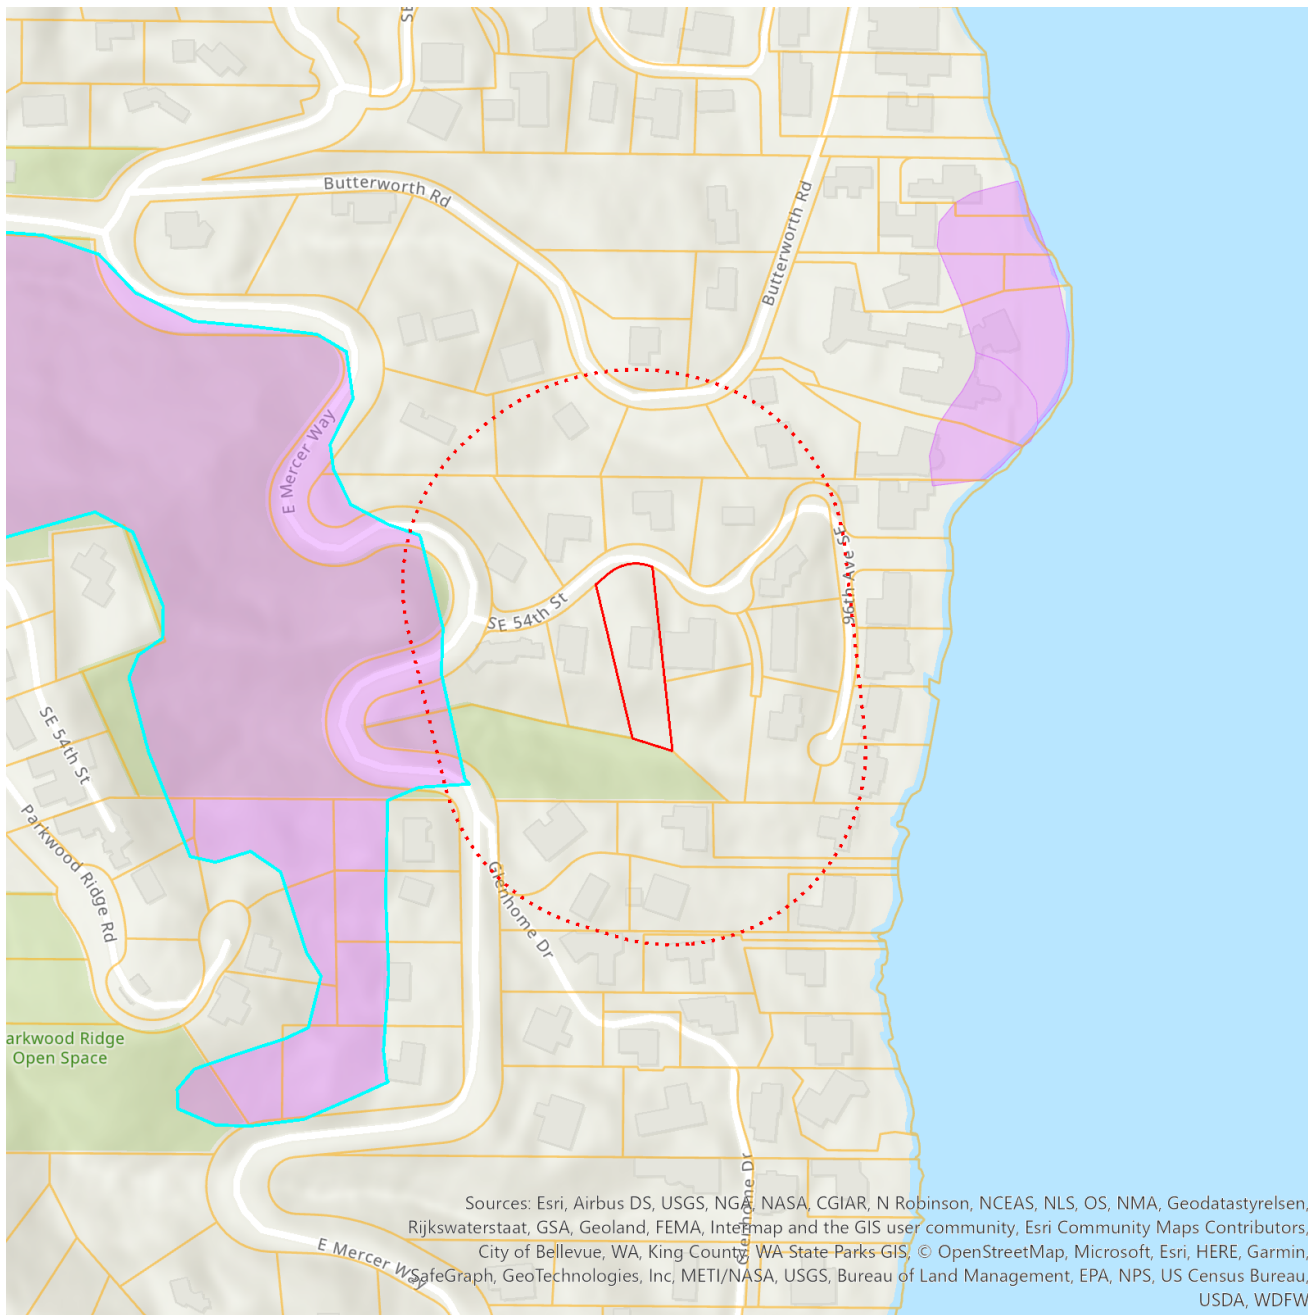 SE
Butterworth Rd
Butterworth Rd
E Mercer Way
96th Ave SE
SE 54th St
SE 54th St
Parkwood Ridge Rd
Glenhome Dr
arkwood Ridge
Open Space
Glenhome Dr
E Mercer Way
Sources: Esri, Airbus DS, USGS, NGA, NASA, CGIAR, N Robinson, NCEAS, NLS, OS, NMA, Geodatastyrelsen,
Rijkswaterstaat, GSA, Geoland, FEMA, Intermap and the GIS user community, Esri Community Maps Contributors,
City of Bellevue, WA, King County, WA State Parks GIS, © OpenStreetMap, Microsoft, Esri, HERE, Garmin,
SafeGraph, GeoTechnologies, Inc, METI/NASA, USGS, Bureau of Land Management, EPA, NPS, US Census Bureau,
USDA, WDFW